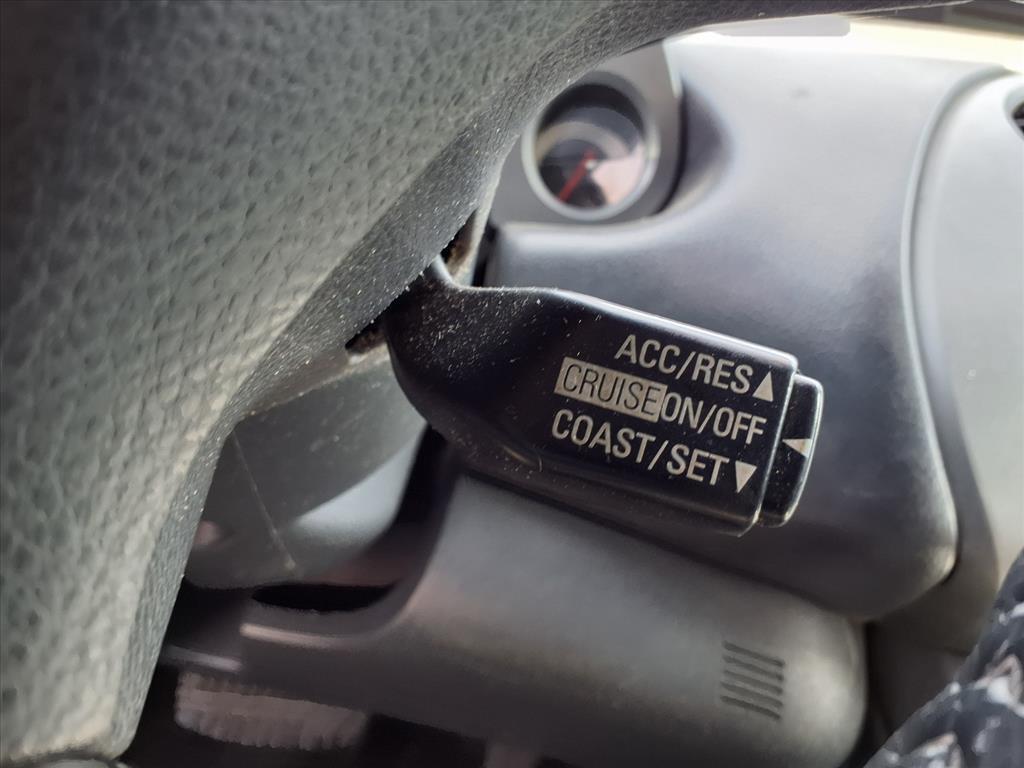 ACC/RES▲
CRUISE ON/OFF ◄
COAST/SET▼